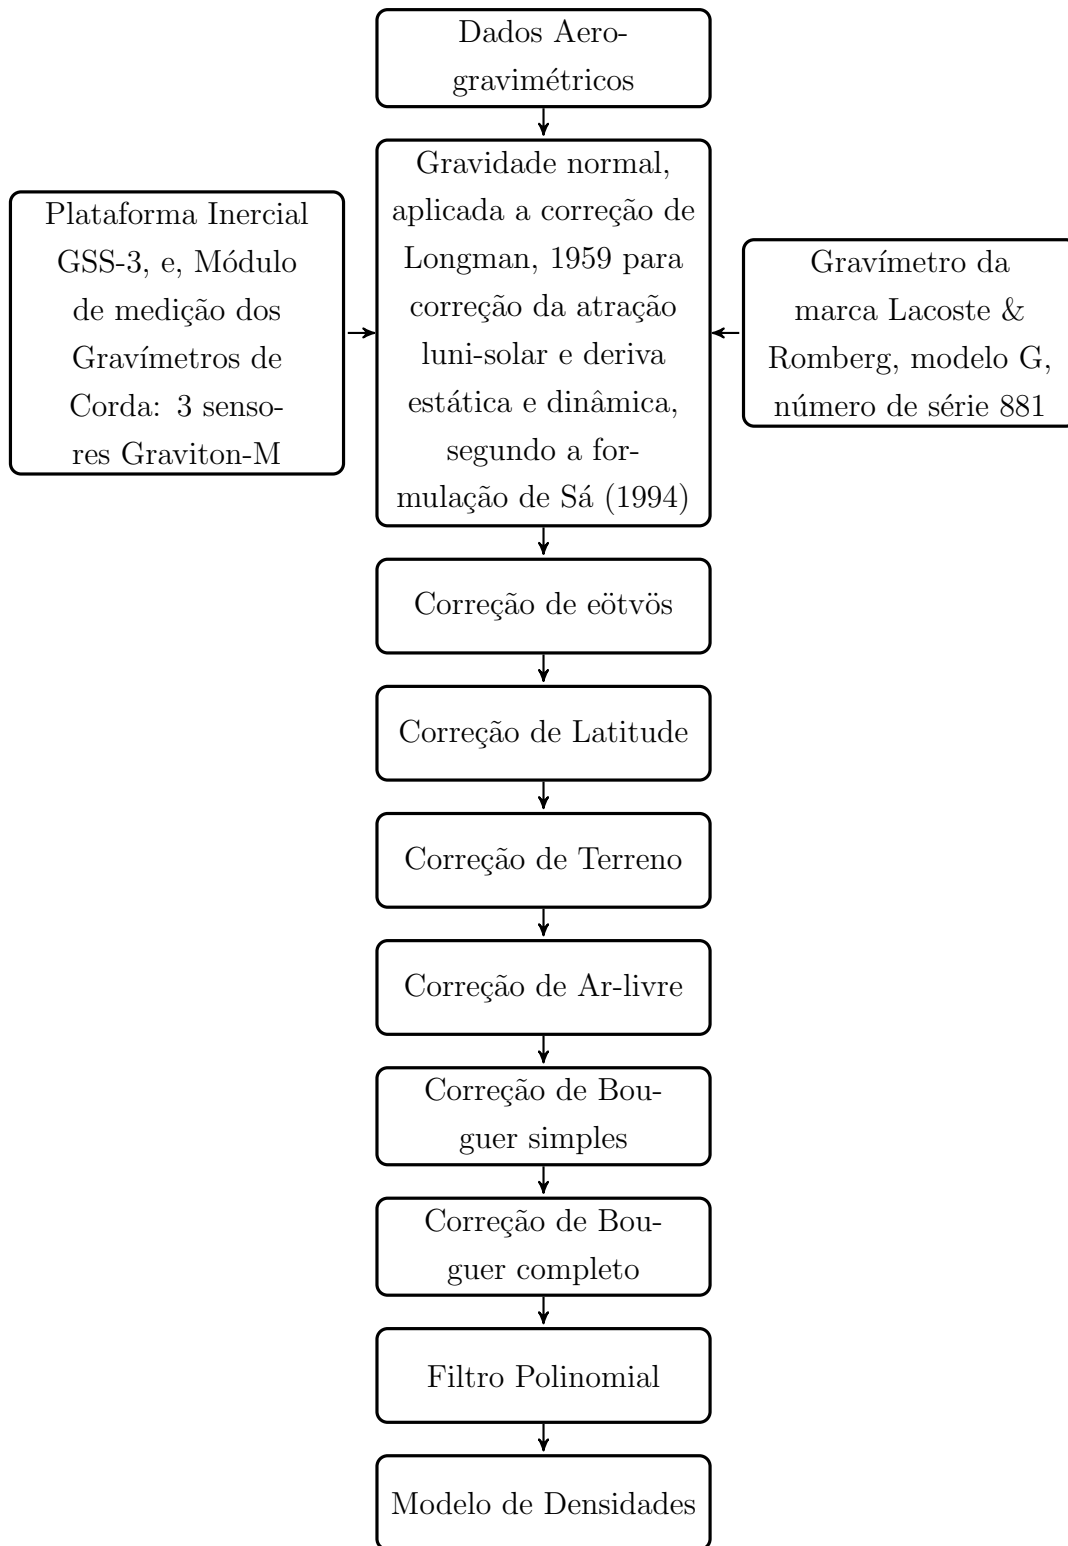 Dados Aero-
gravimétricos
Gravidade normal,
aplicada a correção de
Longman, 1959 para
correção da atração
luni-solar e deriva
estática e dinâmica,
segundo a for-
mulação de Sá (1994)
Plataforma Inercial
GSS-3, e, Módulo
de medição dos
Gravímetros de
Corda: 3 senso-
res Graviton-M
Gravímetro da
marca Lacoste &
Romberg, modelo G,
número de série 881
Correção de eötvös
Correção de Latitude
Correção de Terreno
Correção de Ar-livre
Correção de Bou-
guer simples
Correção de Bou-
guer completo
Filtro Polinomial
Modelo de Densidades